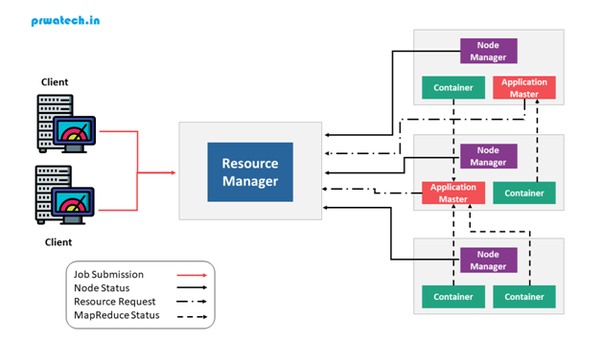 prwatech.in
Client
Client
Resource
Manager
Node
Manager
Container
Application
Master
Node
Manager
Application
Master
Container
Node
Manager
Container
Container
Job Submission
Node Status
Resource Request
MapReduce Status